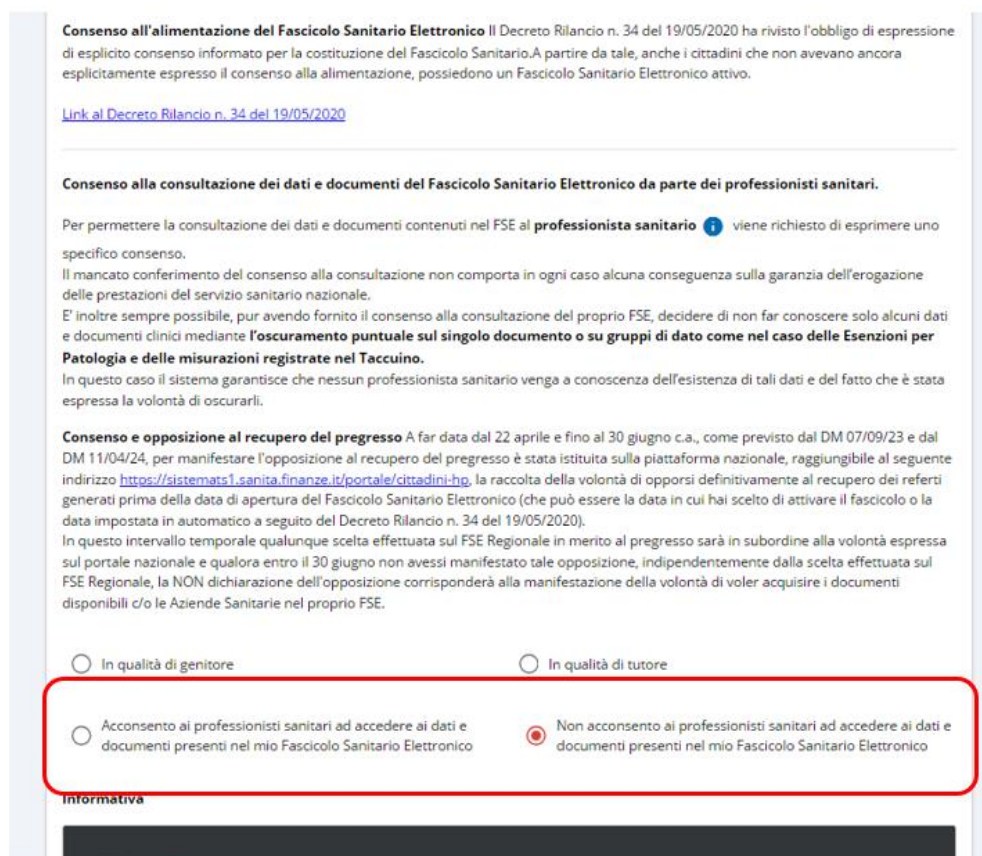 Consenso all'alimentazione del Fascicolo Sanitario Elettronico Il Decreto Rilancio n. 34 del 19/05/2020 ha rivisto l'obbligo di espressione
di esplicito consenso informato per la costituzione del Fascicolo Sanitario.A partire da tale, anche i cittadini che non avevano ancora
esplicitamente espresso il consenso alla alimentazione, possiedono un Fascicolo Sanitario Elettronico attivo.
Link al Decreto Rilancio n. 34 del 19/05/2020
Consenso alla consultazione dei dati e documenti del Fascicolo Sanitario Elettronico da parte dei professionisti sanitari.
Per permettere la consultazione dei dati e documenti contenuti nel FSE al professionista sanitario i viene richiesto di esprimere uno
specifico consenso.
Il mancato conferimento del consenso alla consultazione non comporta in ogni caso alcuna conseguenza sulla garanzia dell'erogazione
delle prestazioni del servizio sanitario nazionale.
E' inoltre sempre possibile, pur avendo fornito il consenso alla consultazione del proprio FSE, decidere di non far conoscere solo alcuni dati
e documenti clinici mediante l'oscuramento puntuale sul singolo documento o su gruppi di dato come nel caso delle Esenzioni per
Patologia e delle misurazioni registrate nel Taccuino.
In questo caso il sistema garantisce che nessun professionista sanitario venga a conoscenza dell'esistenza di tali dati e del fatto che è stata
espressa la volontà di oscurarli.
Consenso e opposizione al recupero del pregresso A far data dal 22 aprile e fino al 30 giugno c.a., come previsto dal DM 07/09/23 e dal
DM 11/04/24, per manifestare l'opposizione al recupero del pregresso è stata istituita sulla piattaforma nazionale, raggiungibile al seguente
indirizzo https://sistemats1.sanita.finanze.it/portale/cittadini-hp, la raccolta della volontà di opporsi definitivamente al recupero dei referti
generati prima della data di apertura del Fascicolo Sanitario Elettronico (che può essere la data in cui hai scelto di attivare il fascicolo o la
data impostata in automatico a seguito del Decreto Rilancio n. 34 del 19/05/2020).
In questo intervallo temporale qualunque scelta effettuata sul FSE Regionale in merito al pregresso sarà in subordine alla volontà espressa
sul portale nazionale e qualora entro il 30 giugno non avessi manifestato tale opposizione, indipendentemente dalla scelta effettuata sul
FSE Regionale, la NON dichiarazione dell'opposizione corrisponderà alla manifestazione della volontà di voler acquisire i documenti
disponibili c/o le Aziende Sanitarie nel proprio FSE.
In qualità di genitore
In qualità di tutore
Acconsento ai professionisti sanitari ad accedere ai dati e
documenti presenti nel mio Fascicolo Sanitario Elettronico
Non acconsento ai professionisti sanitari ad accedere ai dati e
documenti presenti nel mio Fascicolo Sanitario Elettronico
Informativa